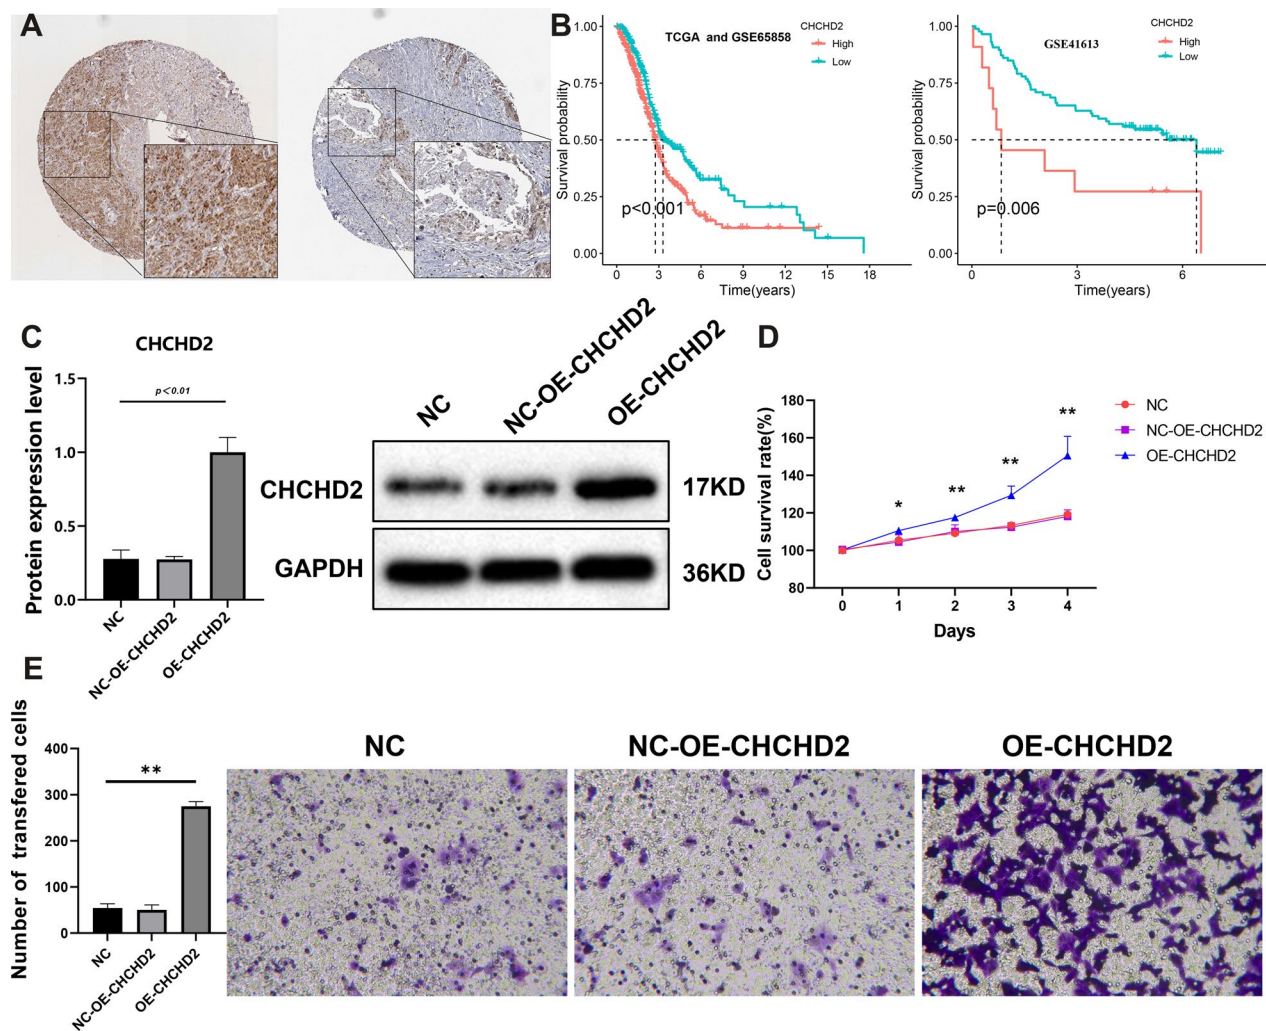 A
B
Survival probability
1.00
0.75
0.50
0.25
0.00
TCGA and GSE65858
CHCHD2
High
Low
p<0.001
0 3 6 9 12 15 18
Time(years)
Survival probability
1.00
0.75
0.50
0.25
0.00
GSE41613
CHCHD2
High
Low
p=0.006
0 3 6
Time(years)
C
CHCHD2
Protein expression level
1.5
1.0
0.5
0.0
p<0.01
NC
NC-OE-CHCHD2
OE-CHCHD2
NC
NC-OE-CHCHD2
OE-CHCHD2
CHCHD2
17KD
GAPDH
36KD
D
Cell survival rate(%)
180
160
140
120
100
80
*
**
**
**
0 1 2 3 4
Days
NC
NC-OE-CHCHD2
OE-CHCHD2
E
Number of transfered cells
400
300
200
100
0
**
NC
NC-OE-CHCHD2
OE-CHCHD2
NC
NC-OE-CHCHD2
OE-CHCHD2